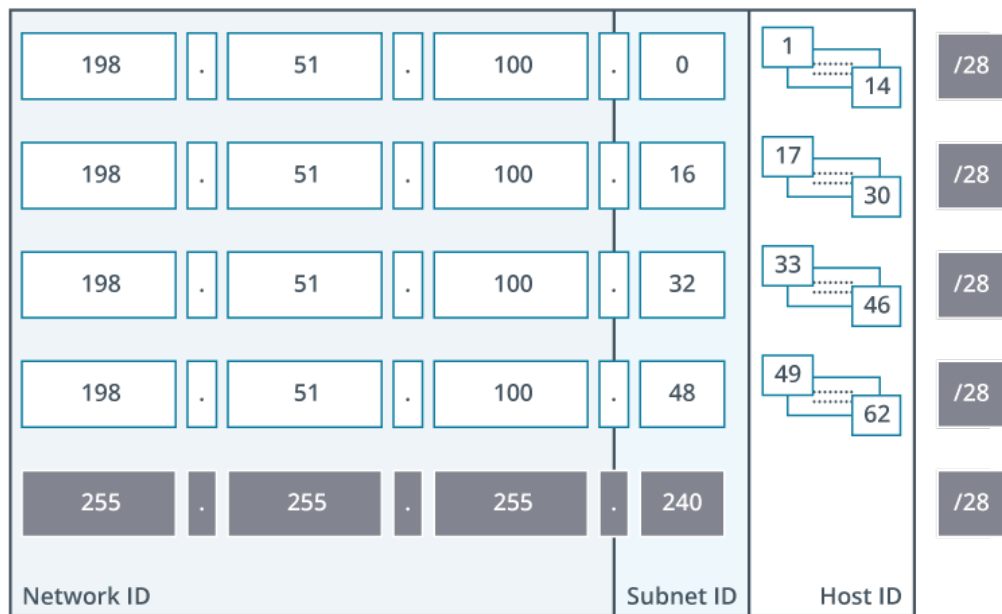 198 . 51 . 100 . 0 1 14 /28
198 . 51 . 100 . 16 17 30 /28
198 . 51 . 100 . 32 33 46 /28
198 . 51 . 100 . 48 49 62 /28
255 . 255 . 255 . 240 /28
Network ID Subnet ID Host ID